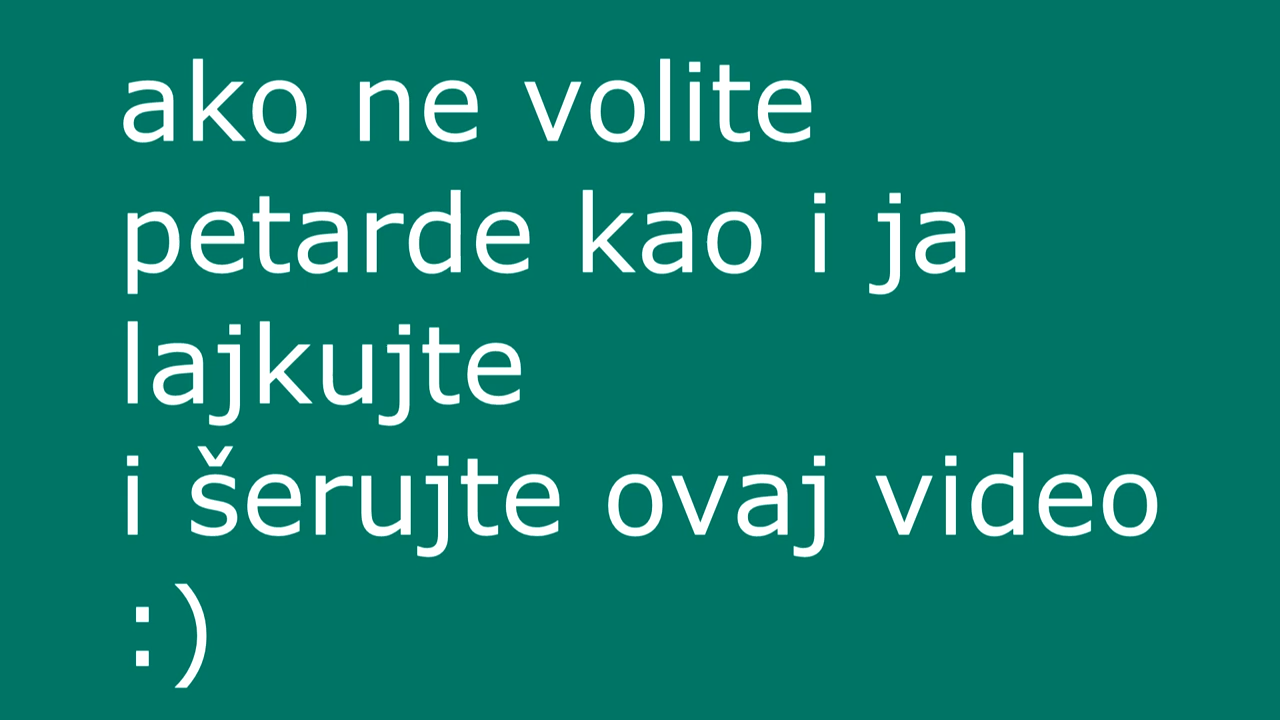 ako ne volite
petarde kao i ja
lajkujte
i šerujte ovaj video
:)